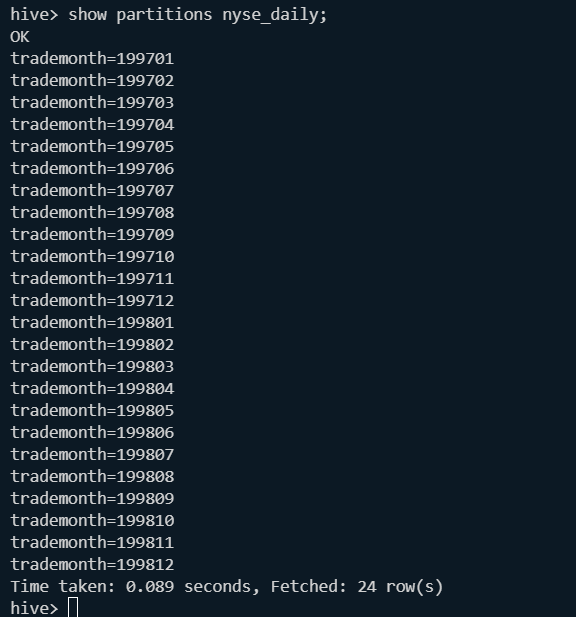 hive> show partitions nyse_daily;
OK
trademonth=199701
trademonth=199702
trademonth=199703
trademonth=199704
trademonth=199705
trademonth=199706
trademonth=199707
trademonth=199708
trademonth=199709
trademonth=199710
trademonth=199711
trademonth=199712
trademonth=199801
trademonth=199802
trademonth=199803
trademonth=199804
trademonth=199805
trademonth=199806
trademonth=199807
trademonth=199808
trademonth=199809
trademonth=199810
trademonth=199811
trademonth=199812
Time taken: 0.089 seconds, Fetched: 24 row(s)
hive>